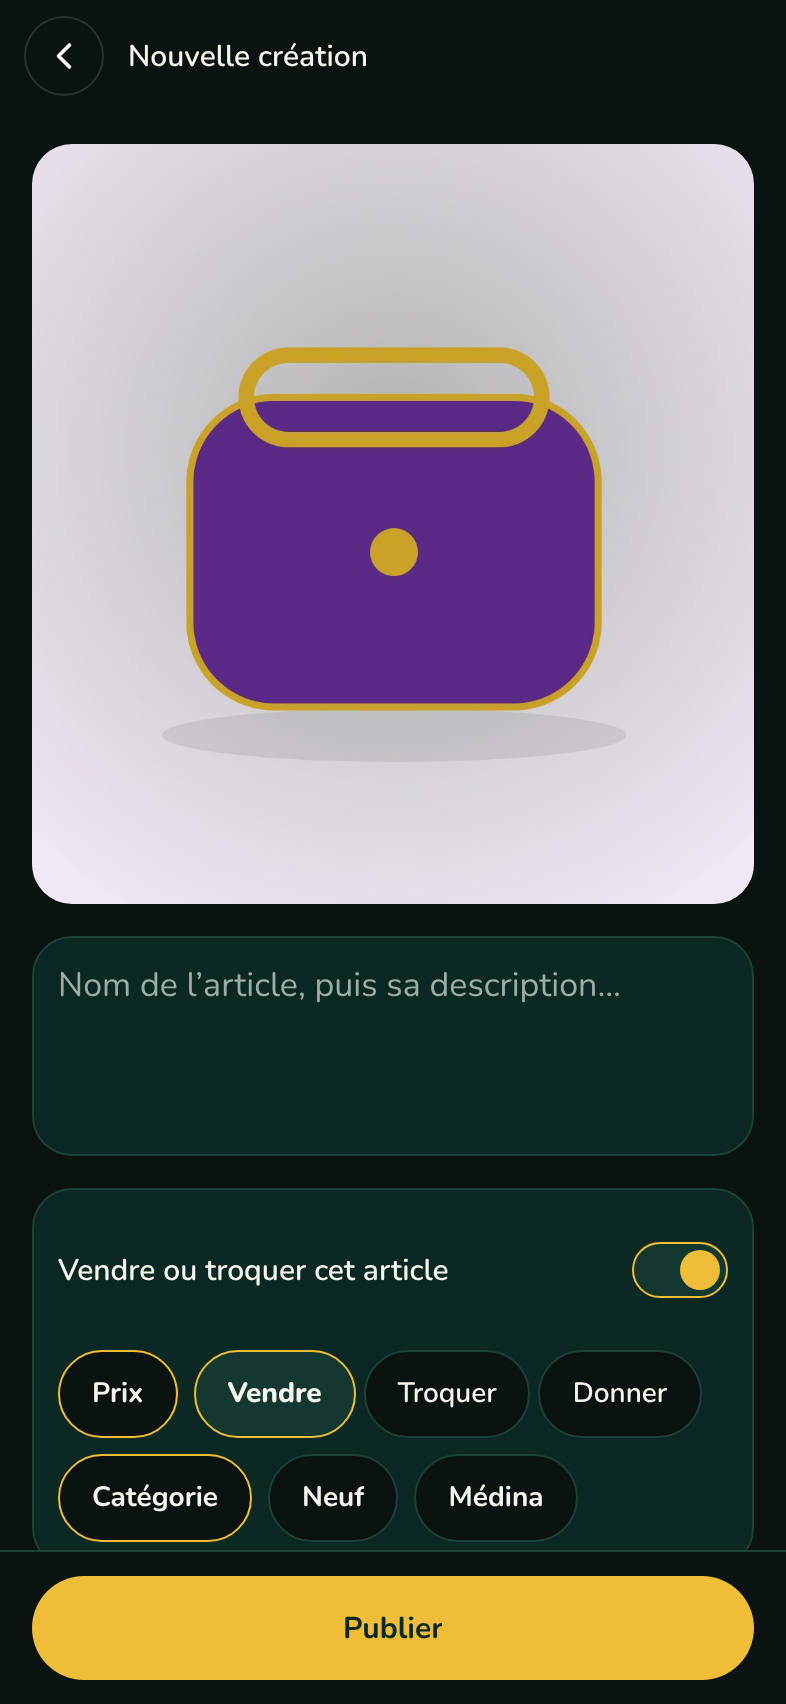 Nouvelle création
Nom de l’article, puis sa description...
Vendre ou troquer cet article
Prix Vendre Troquer Donner
Catégorie Neuf Médina
Publier